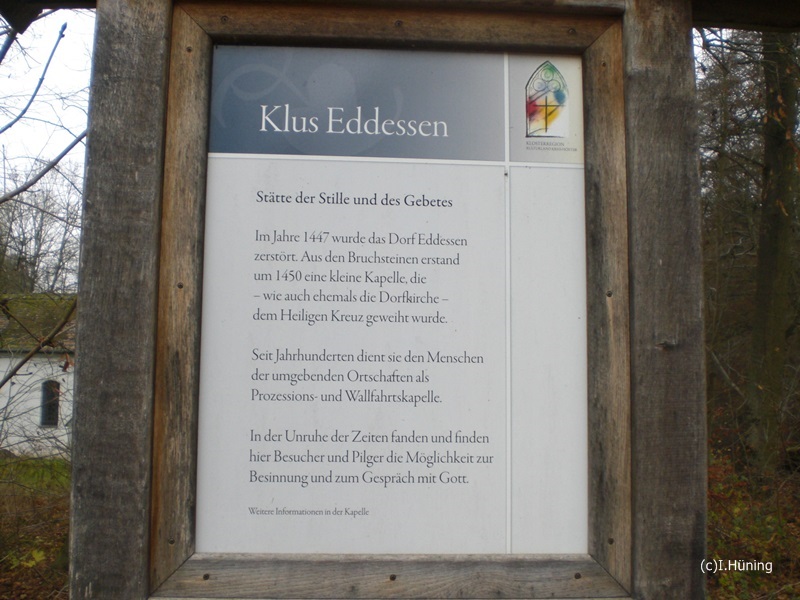 Klus Eddessen
KLOSTERREGION
Stätte der Stille und des Gebetes
Im Jahre 1447 wurde das Dorf Eddessen
zerstört. Aus den Bruchsteinen erstand
um 1450 eine kleine Kapelle, die
– wie auch ehemals die Dorfkirche –
dem Heiligen Kreuz geweiht wurde.
Seit Jahrhunderten dient sie den Menschen
der umgebenden Ortschaften als
Prozessions- und Wallfahrtskapelle.
In der Unruhe der Zeiten fanden und finden
hier Besucher und Pilger die Möglichkeit zur
Besinnung und zum Gespräch mit Gott.
Weitere Informationen in der Kapelle
(c)I.Hüning